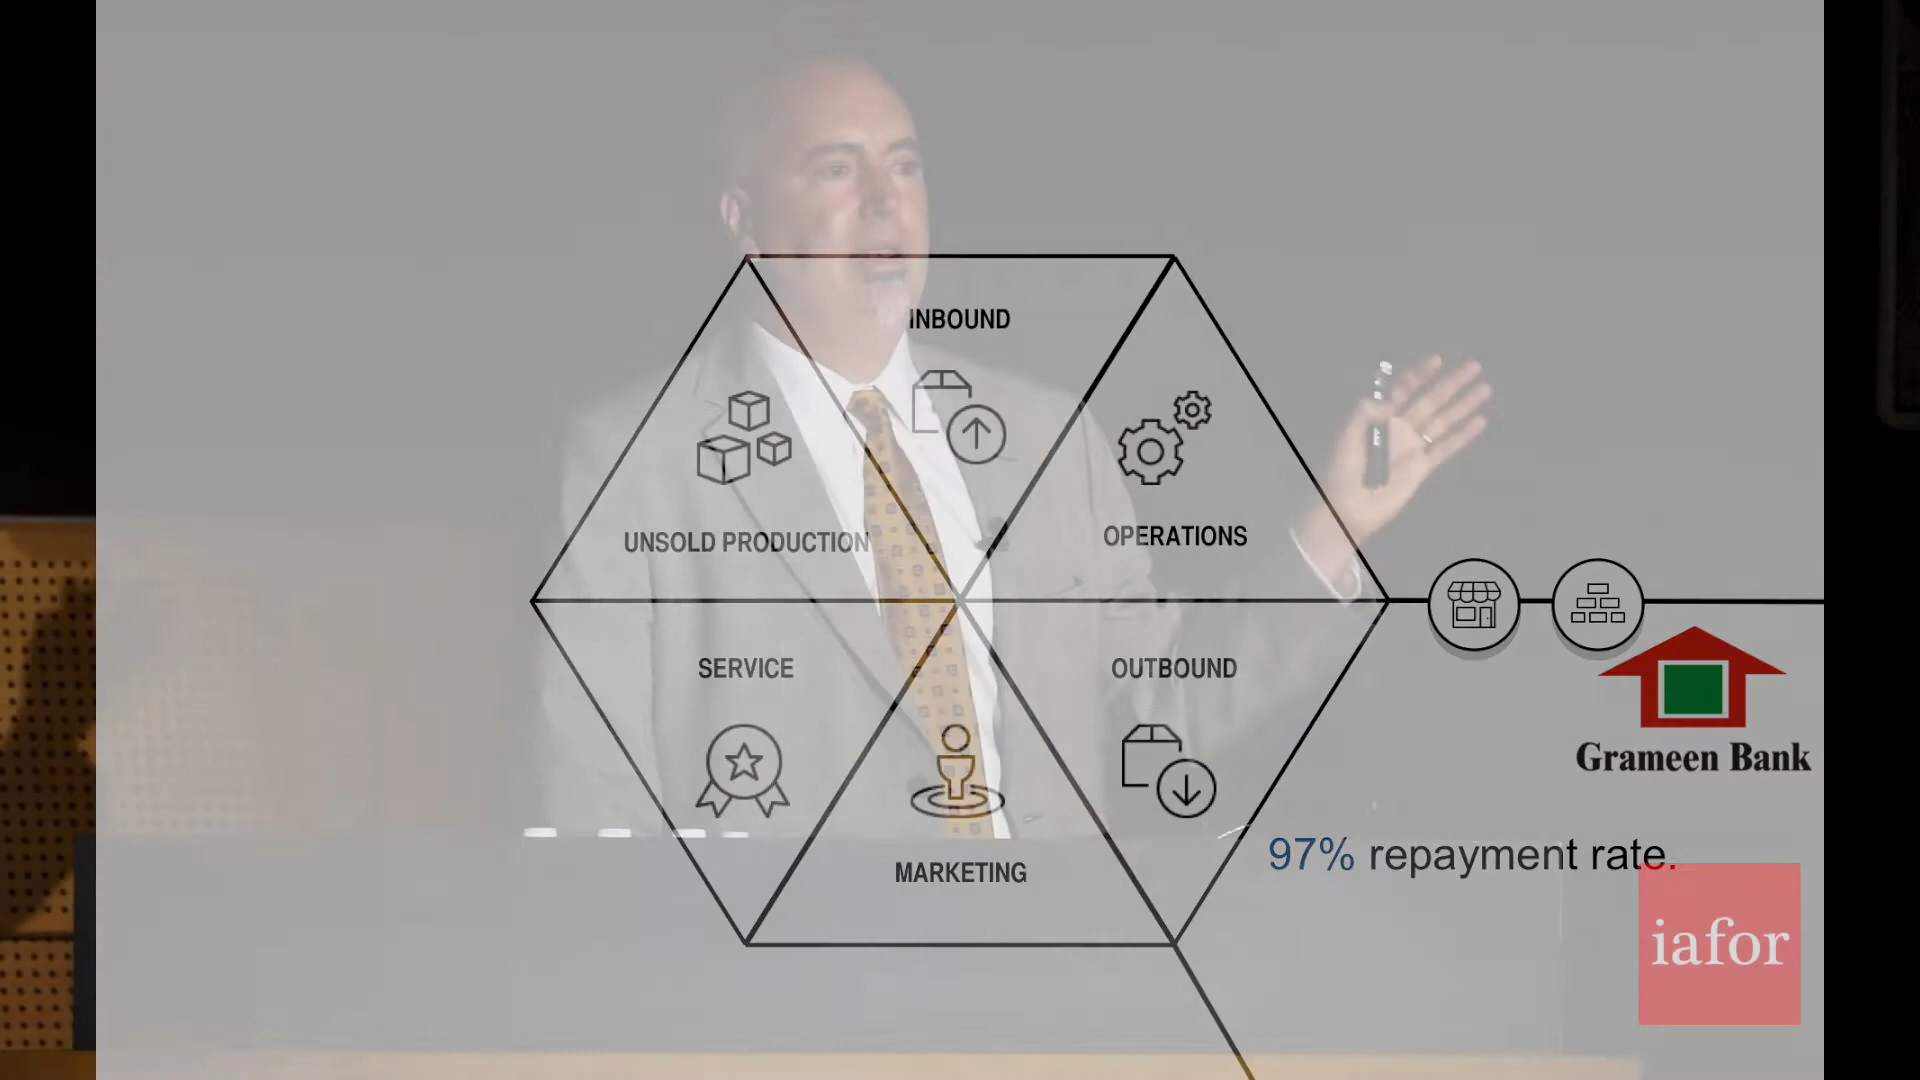 INBOUND
UNSOLD PRODUCTION
OPERATIONS
SERVICE
OUTBOUND
MARKETING
Grameen Bank
97% repayment rate.
iafor